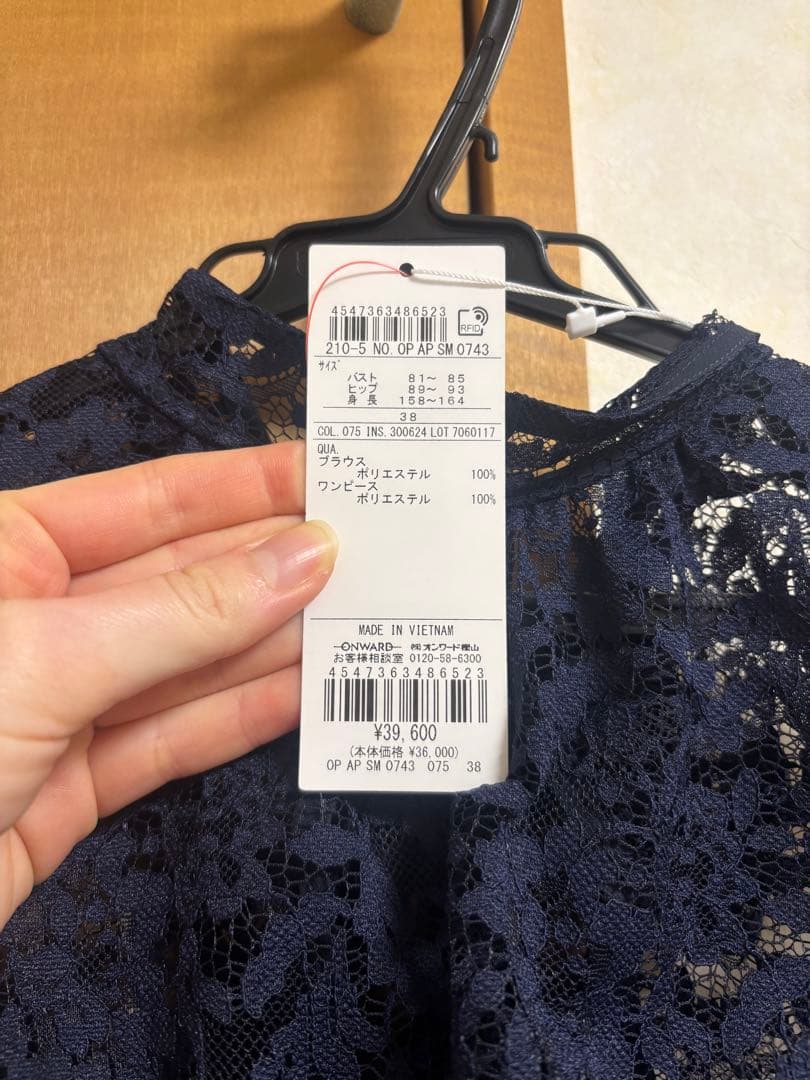 4547363486523
RFID
210-5 NO. OP AP SM 0743
サイズ
バスト 81～ 85
ヒップ 89～ 93
身長 158～164
38
COL. 075 INS. 300624 LOT 7060117
QUA.
ブラウス
ポリエステル 100%
ワンピース
ポリエステル 100%
MADE IN VIETNAM
ONWARD ㈱オンワード樫山
お客様相談室 0120-58-6300
4547363486523
¥39,600
(本体価格 ¥36,000)
OP AP SM 0743 075 38